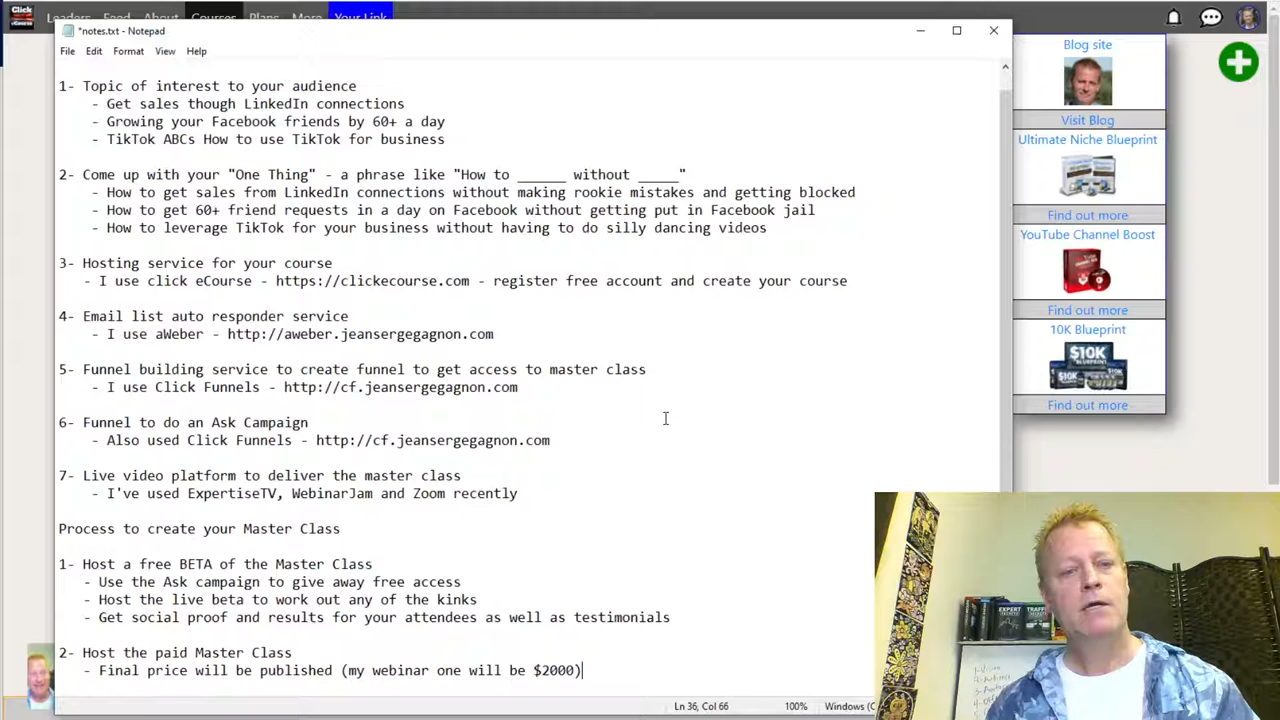 Click
eCourse
Leaders Feed About Courses Plans More Your Link
*notes.txt - Notepad
File Edit Format View Help
1- Topic of interest to your audience
- Get sales though LinkedIn connections
- Growing your Facebook friends by 60+ a day
- TikTok ABCs How to use TikTok for business
2- Come up with your "One Thing" - a phrase like "How to ______ without _____"
- How to get sales from LinkedIn connections without making rookie mistakes and getting blocked
- How to get 60+ friend requests in a day on Facebook without getting put in Facebook jail
- How to leverage TikTok for your business without having to do silly dancing videos
3- Hosting service for your course
- I use click eCourse - https://clickecourse.com - register free account and create your course
4- Email list auto responder service
- I use aWeber - http://aweber.jeansergegagnon.com
5- Funnel building service to create funnel to get access to master class
- I use Click Funnels - http://cf.jeansergegagnon.com
6- Funnel to do an Ask Campaign
- Also used Click Funnels - http://cf.jeansergegagnon.com
7- Live video platform to deliver the master class
- I've used ExpertiseTV, WebinarJam and Zoom recently
Process to create your Master Class
1- Host a free BETA of the Master Class
- Use the Ask campaign to give away free access
- Host the live beta to work out any of the kinks
- Get social proof and results for your attendees as well as testimonials
2- Host the paid Master Class
- Final price will be published (my webinar one will be $2000)
Ln 36, Col 66 100% Windows (C
Blog site
Visit Blog
Ultimate Niche Blueprint
Find out more
YouTube Channel Boost
Find out more
10K Blueprint
$10K
Find out more
EXPERT
TRAFFIC